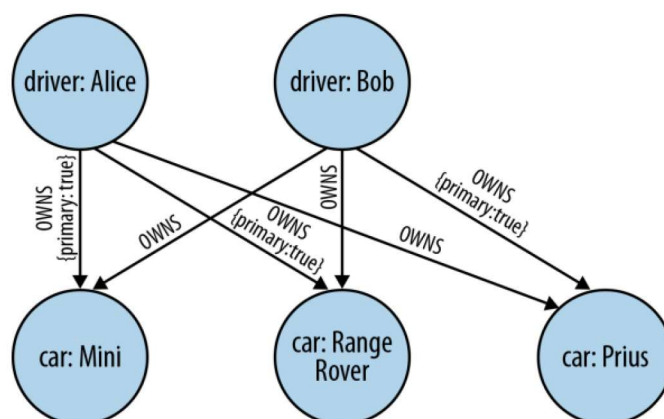 driver: Alice
driver: Bob
OWNS
{primary: true}
OWNS
OWNS
{primary:true}
OWNS
OWNS
OWNS
{primary:true}
car: Mini
car: Range
Rover
car: Prius